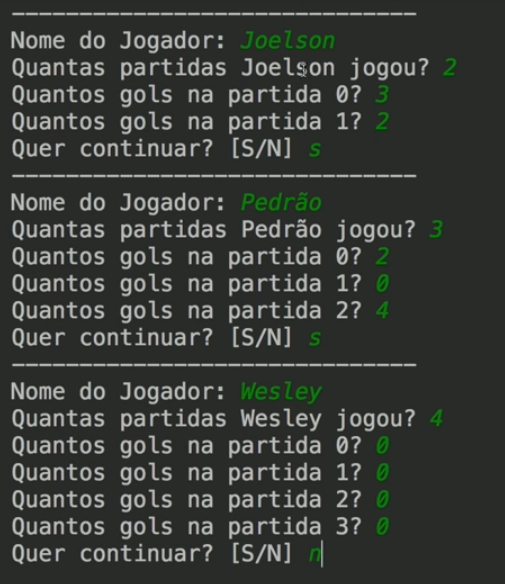 ------------------------------
Nome do Jogador: Joelson
Quantas partidas Joelson jogou? 2
Quantos gols na partida 0? 3
Quantos gols na partida 1? 2
Quer continuar? [S/N] s
------------------------------
Nome do Jogador: Pedrão
Quantas partidas Pedrão jogou? 3
Quantos gols na partida 0? 2
Quantos gols na partida 1? 0
Quantos gols na partida 2? 4
Quer continuar? [S/N] s
------------------------------
Nome do Jogador: Wesley
Quantas partidas Wesley jogou? 4
Quantos gols na partida 0? 0
Quantos gols na partida 1? 0
Quantos gols na partida 2? 0
Quantos gols na partida 3? 0
Quer continuar? [S/N] n